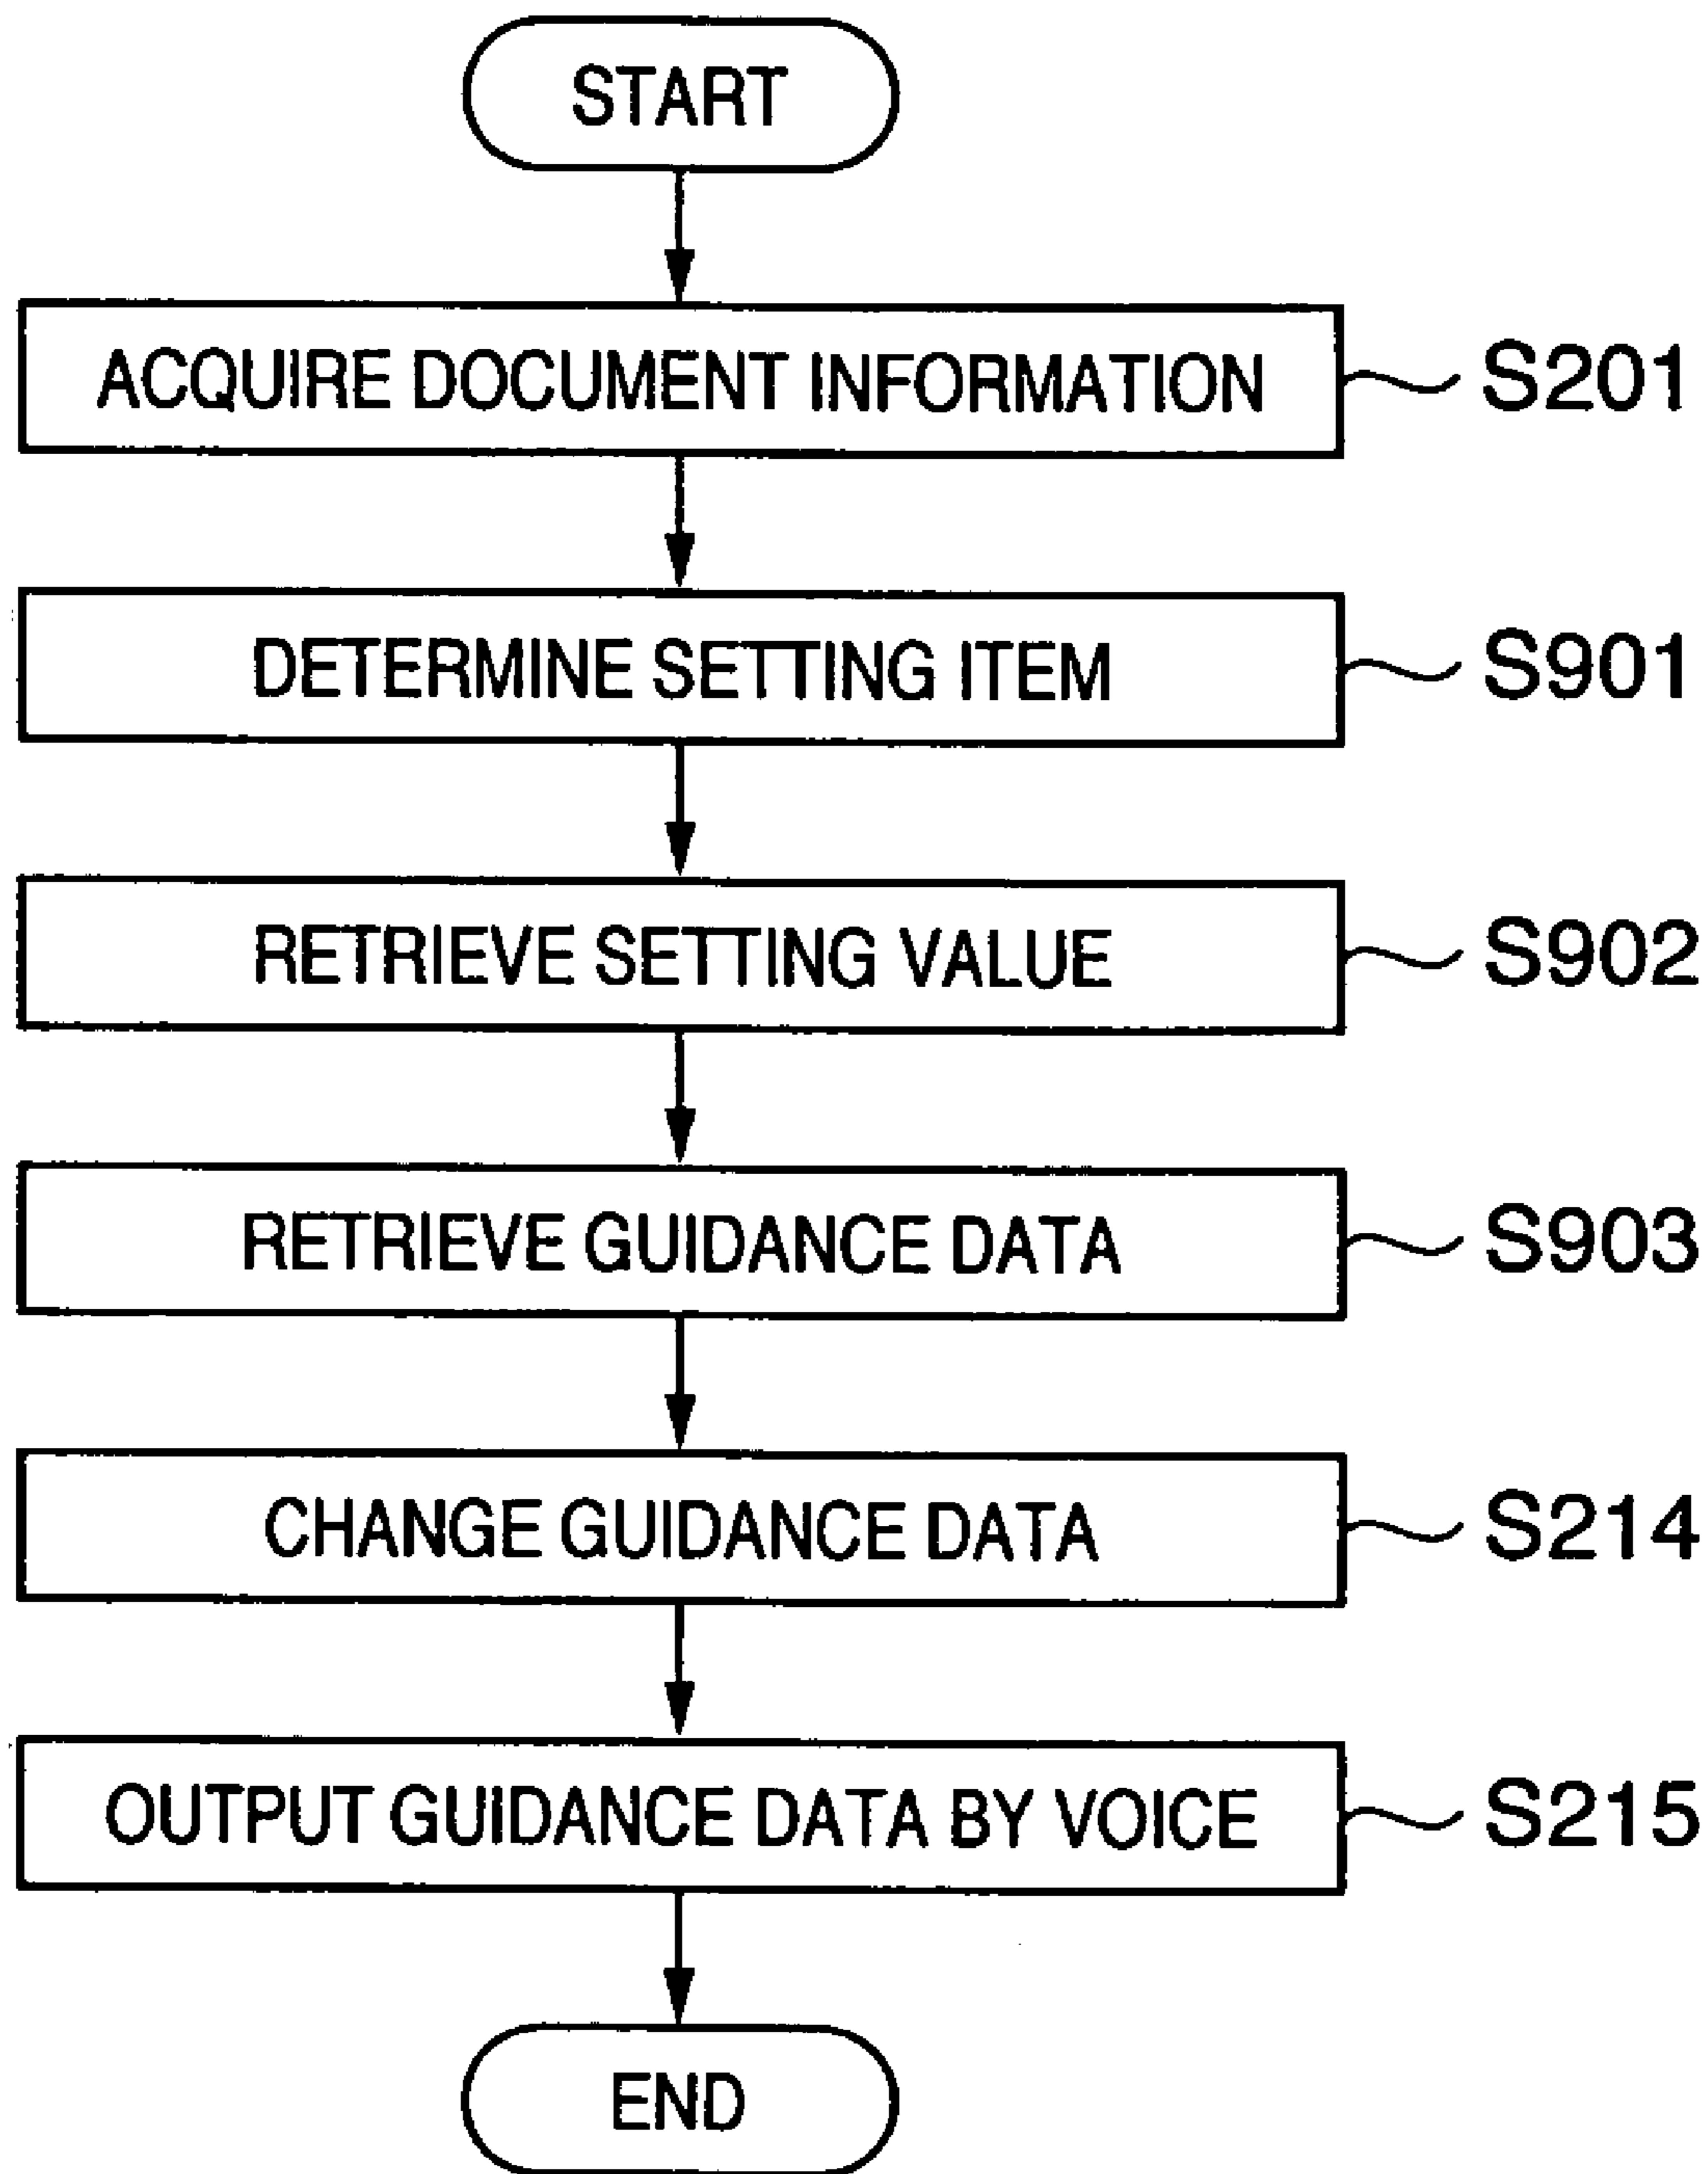 START
ACQUIRE DOCUMENT INFORMATION S201
DETERMINE SETTING ITEM S901
RETRIEVE SETTING VALUE S902
RETRIEVE GUIDANCE DATA S903
CHANGE GUIDANCE DATA S214
OUTPUT GUIDANCE DATA BY VOICE S215
END